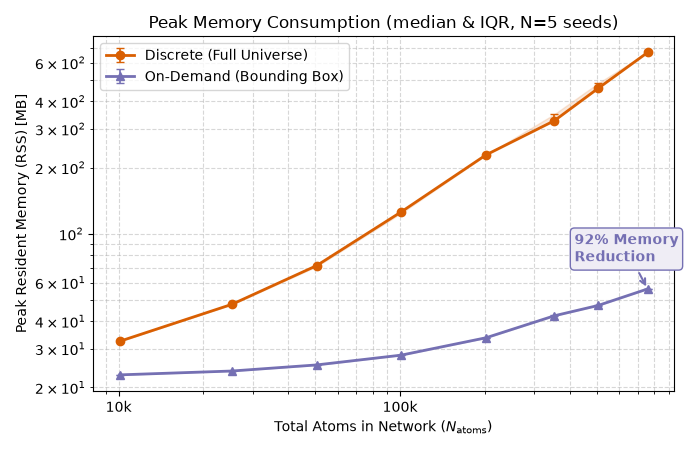 Peak Memory Consumption (median & IQR, N=5 seeds)
Peak Resident Memory (RSS) [MB]
6 × 10²
4 × 10²
3 × 10²
2 × 10²
10²
6 × 10¹
4 × 10¹
3 × 10¹
2 × 10¹
Discrete (Full Universe)
On-Demand (Bounding Box)
92% Memory
Reduction
10k
100k
Total Atoms in Network (N_atoms)